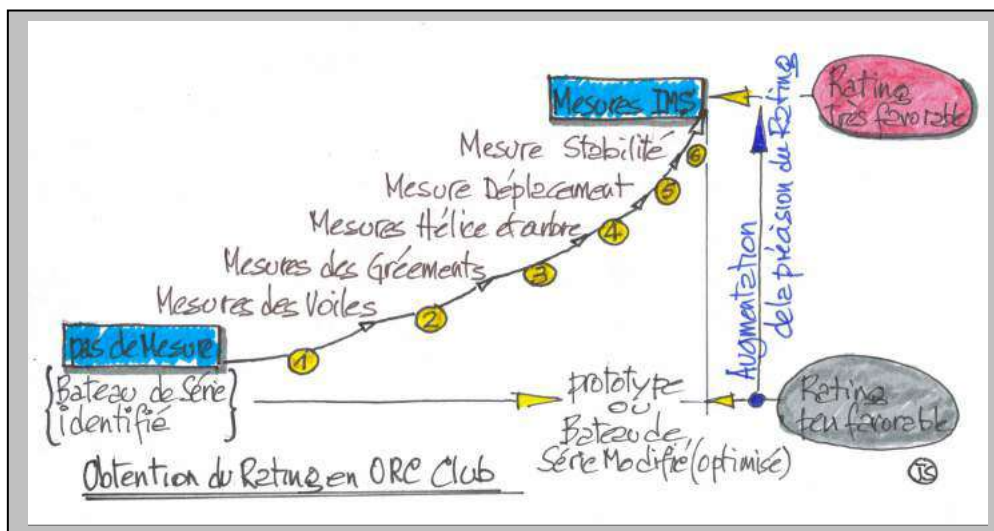 Mesures IMS
Rating
Très favorable
Augmentation
de la précision du Rating
Mesure Stabilité
6
Mesure Déplacement
5
Mesures Hélice et arbre
4
Mesures des Gréements
3
Mesures des Voiles
2
pas de Mesure
1
Bateau de Série
identifié
prototype
ou
Bateau de
Série Modifié (optimisé)
Rating
peu favorable
Obtention du Rating en ORC Club